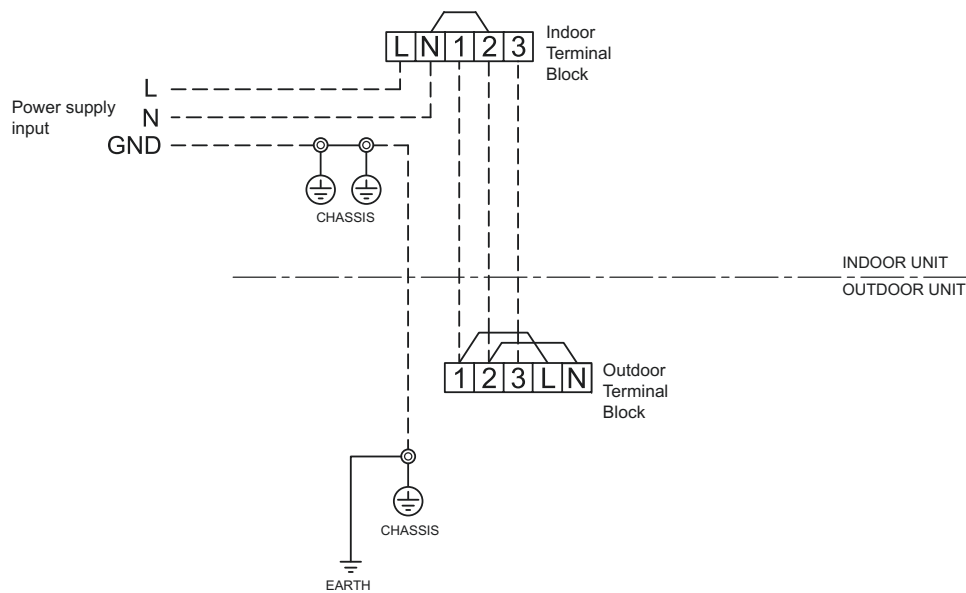 Indoor
Terminal
Block
L N 1 2 3
L
Power supply
input
N
GND
CHASSIS
INDOOR UNIT
OUTDOOR UNIT
1 2 3 L N
Outdoor
Terminal
Block
CHASSIS
EARTH